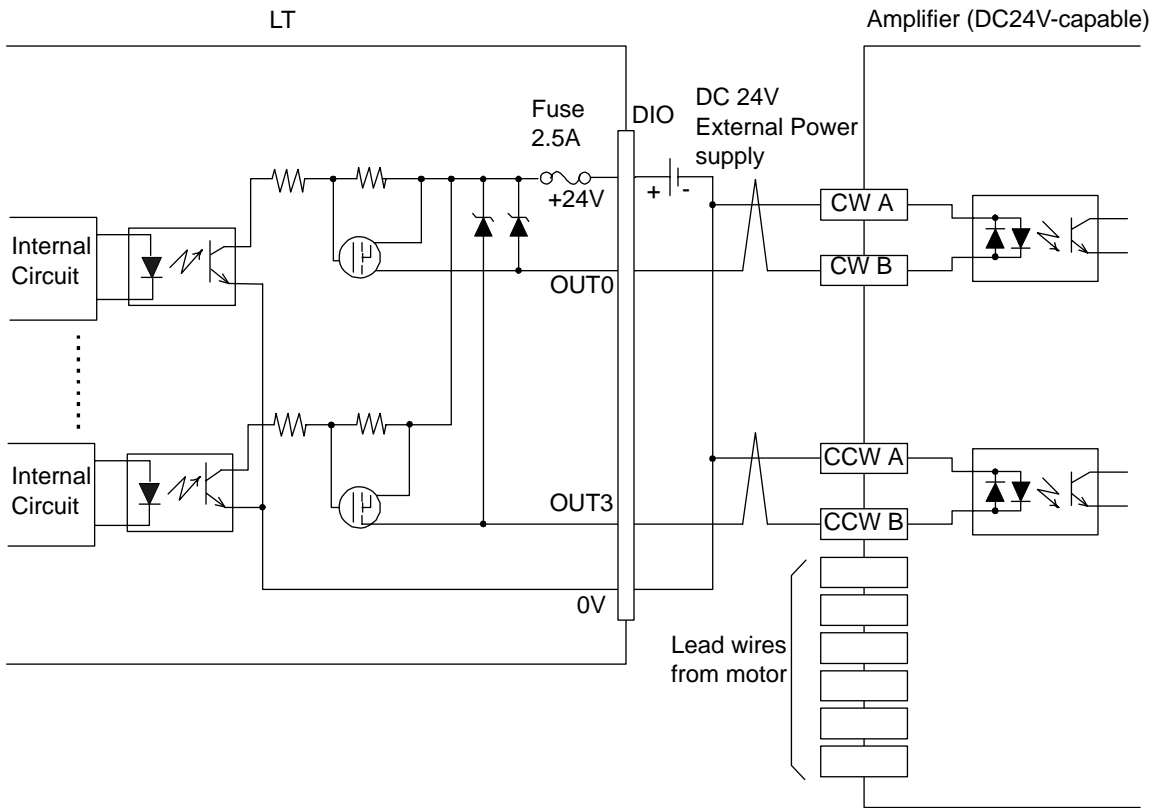 LT
Amplifier (DC24V-capable)
Fuse
2.5A
DIO
DC 24V
External Power
supply
+24V
+ -
CW A
Internal
Circuit
CW B
OUT0
CCW A
Internal
Circuit
OUT3
CCW B
0V
Lead wires
from motor